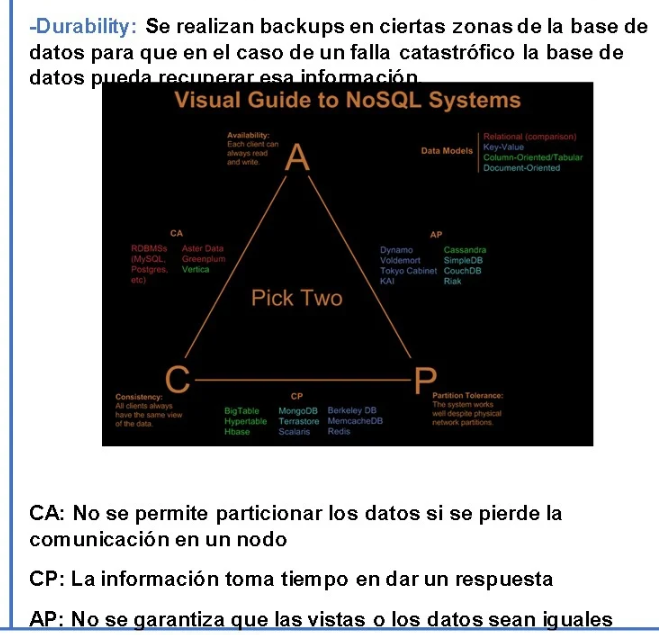 -Durability: Se realizan backups en ciertas zonas de la base de
datos para que en el caso de un falla catastrófico la base de
datos pueda recuperar esa información.
Visual Guide to NoSQL Systems
Availability:
Each client can
always read
and write.
A
Data Models
Relational (comparison)
Key-Value
Column-Oriented/Tabular
Document-Oriented
CA
RDBMSs
(MySQL,
Postgres,
etc)
Aster Data
Greenplum
Vertica
AP
Dynamo
Voldemort
Tokyo Cabinet
KAI
Cassandra
SimpleDB
CouchDB
Riak
Pick Two
C
P
Consistency:
All clients always
have the same view
of the data.
CP
BigTable
Hypertable
Hbase
MongoDB
Terrastore
Scalaris
Berkeley DB
MemcacheDB
Redis
Partition Tolerance:
The system works
well despite physical
network partitions.
CA: No se permite particionar los datos si se pierde la
comunicación en un nodo
CP: La información toma tiempo en dar un respuesta
AP: No se garantiza que las vistas o los datos sean iguales